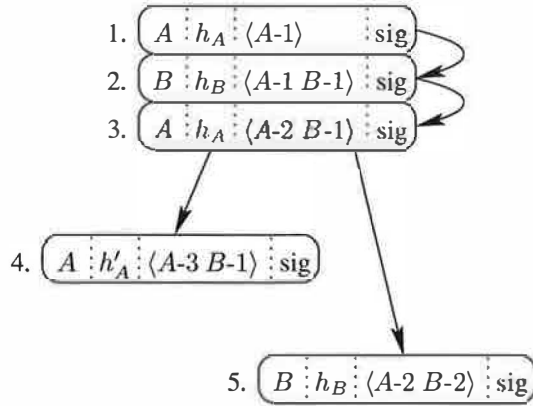 1. A h_A ⟨A-1⟩ sig
2. B h_B ⟨A-1 B-1⟩ sig
3. A h_A ⟨A-2 B-1⟩ sig
4. A h'_A ⟨A-3 B-1⟩ sig
5. B h_B ⟨A-2 B-2⟩ sig